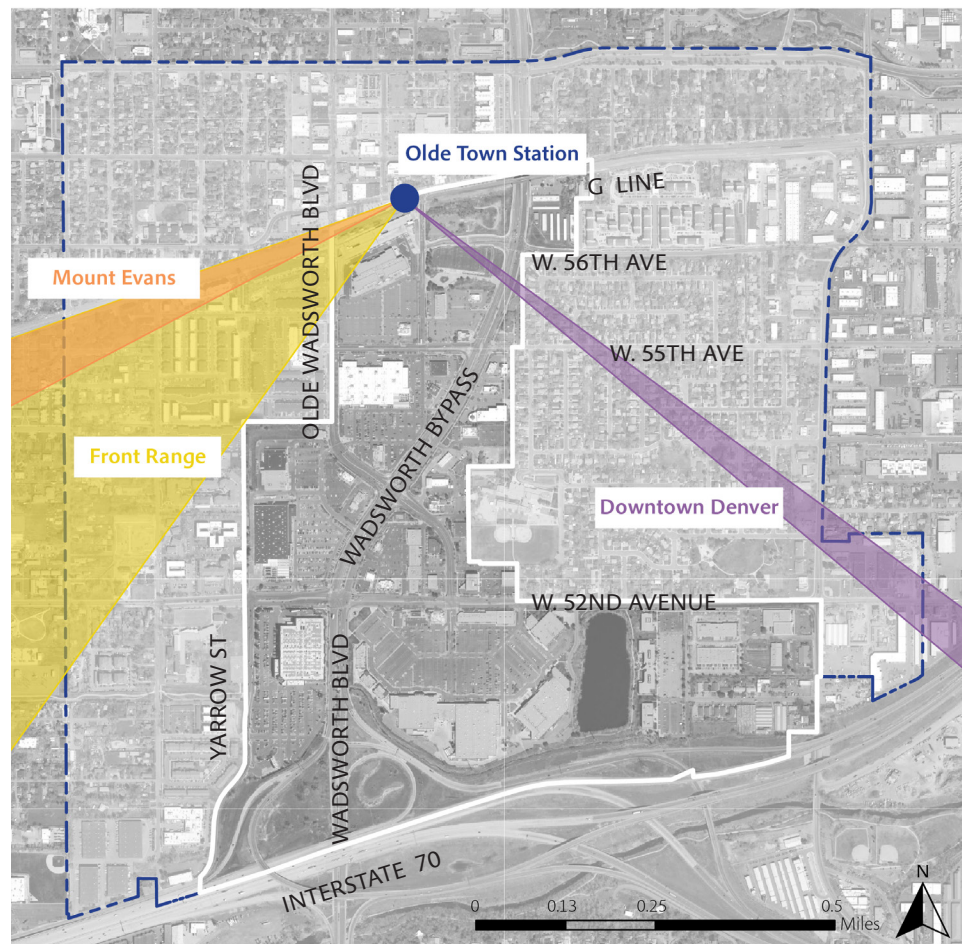 Olde Town Station
G LINE
OLDE WADSWORTH BLVD
W. 56TH AVE
Mount Evans
W. 55TH AVE
WADSWORTH BYPASS
Front Range
Downtown Denver
W. 52ND AVENUE
YARROW ST
WADSWORTH BLVD
INTERSTATE 70
N
0 0.13 0.25 0.5
Miles